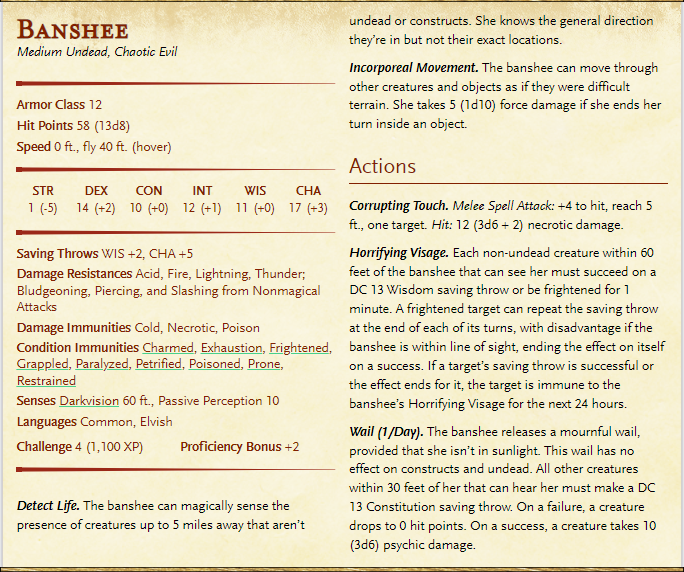 Banshee
Medium Undead, Chaotic Evil
Armor Class 12
Hit Points 58 (13d8)
Speed 0 ft., fly 40 ft. (hover)
STR DEX CON INT WIS CHA
1 (-5) 14 (+2) 10 (+0) 12 (+1) 11 (+0) 17 (+3)
Saving Throws WIS +2, CHA +5
Damage Resistances Acid, Fire, Lightning, Thunder;
Bludgeoning, Piercing, and Slashing from Nonmagical
Attacks
Damage Immunities Cold, Necrotic, Poison
Condition Immunities Charmed, Exhaustion, Frightened,
Grappled, Paralyzed, Petrified, Poisoned, Prone,
Restrained
Senses Darkvision 60 ft., Passive Perception 10
Languages Common, Elvish
Challenge 4 (1,100 XP) Proficiency Bonus +2
Detect Life. The banshee can magically sense the
presence of creatures up to 5 miles away that aren't
undead or constructs. She knows the general direction
they're in but not their exact locations.
Incorporeal Movement. The banshee can move through
other creatures and objects as if they were difficult
terrain. She takes 5 (1d10) force damage if she ends her
turn inside an object.
Actions
Corrupting Touch. Melee Spell Attack: +4 to hit, reach 5
ft., one target. Hit: 12 (3d6 + 2) necrotic damage.
Horrifying Visage. Each non-undead creature within 60
feet of the banshee that can see her must succeed on a
DC 13 Wisdom saving throw or be frightened for 1
minute. A frightened target can repeat the saving throw
at the end of each of its turns, with disadvantage if the
banshee is within line of sight, ending the effect on itself
on a success. If a target's saving throw is successful or
the effect ends for it, the target is immune to the
banshee's Horrifying Visage for the next 24 hours.
Wail (1/Day). The banshee releases a mournful wail,
provided that she isn't in sunlight. This wail has no
effect on constructs and undead. All other creatures
within 30 feet of her that can hear her must make a DC
13 Constitution saving throw. On a failure, a creature
drops to 0 hit points. On a success, a creature takes 10
(3d6) psychic damage.